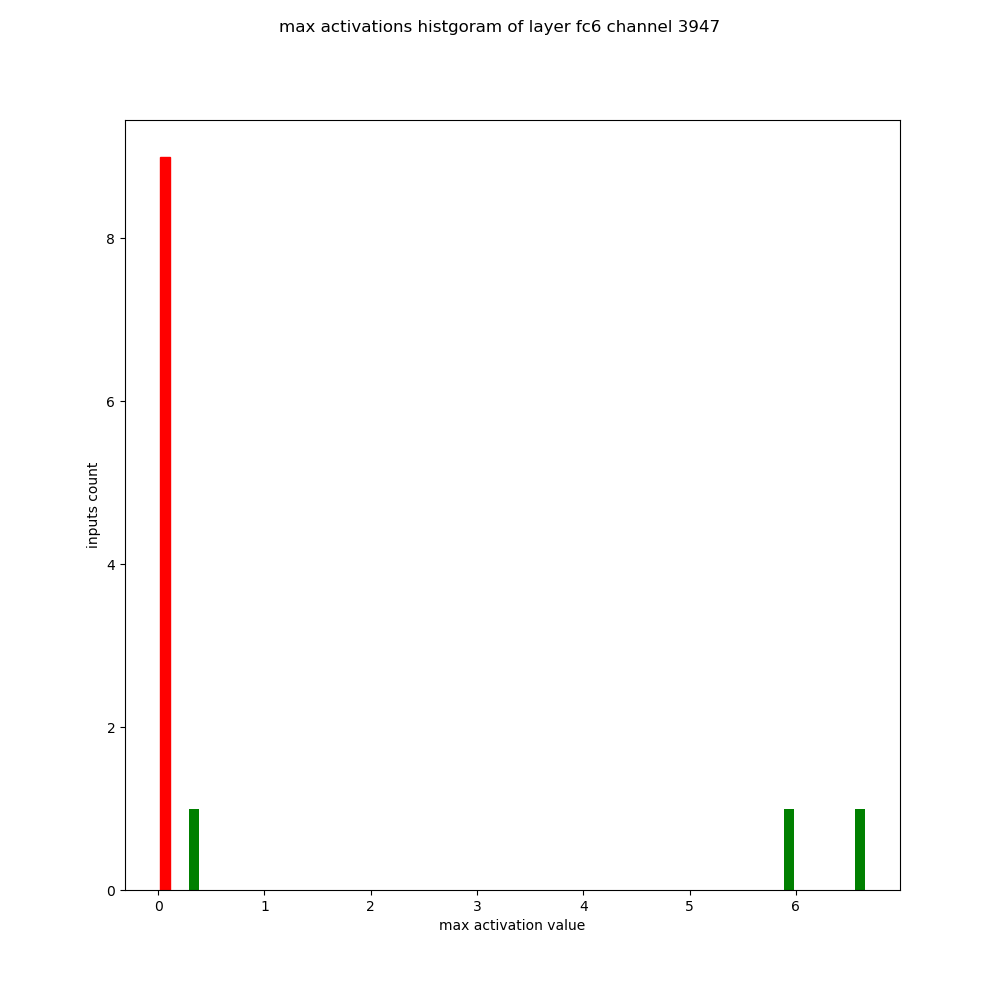 max activations histgoram of layer fc6 channel 3947
8
6
4
2
0
inputs count
0 1 2 3 4 5 6
max activation value